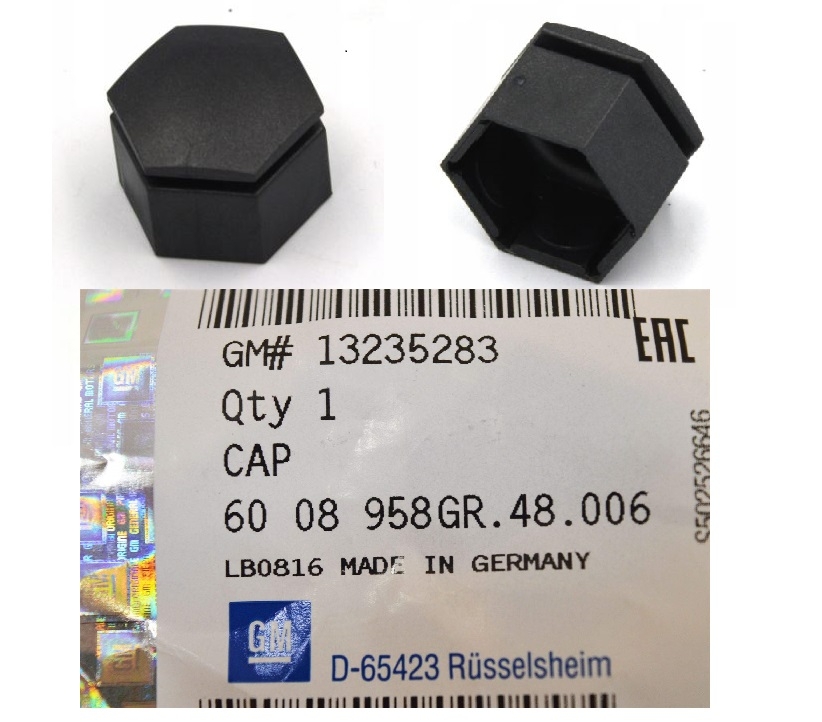 GM# 13235283
EAC
Qty 1
CAP
60 08 958GR.48.006
LB0816 MADE IN GERMANY
S502526646
GM
D-65423 Rüsselsheim
GM